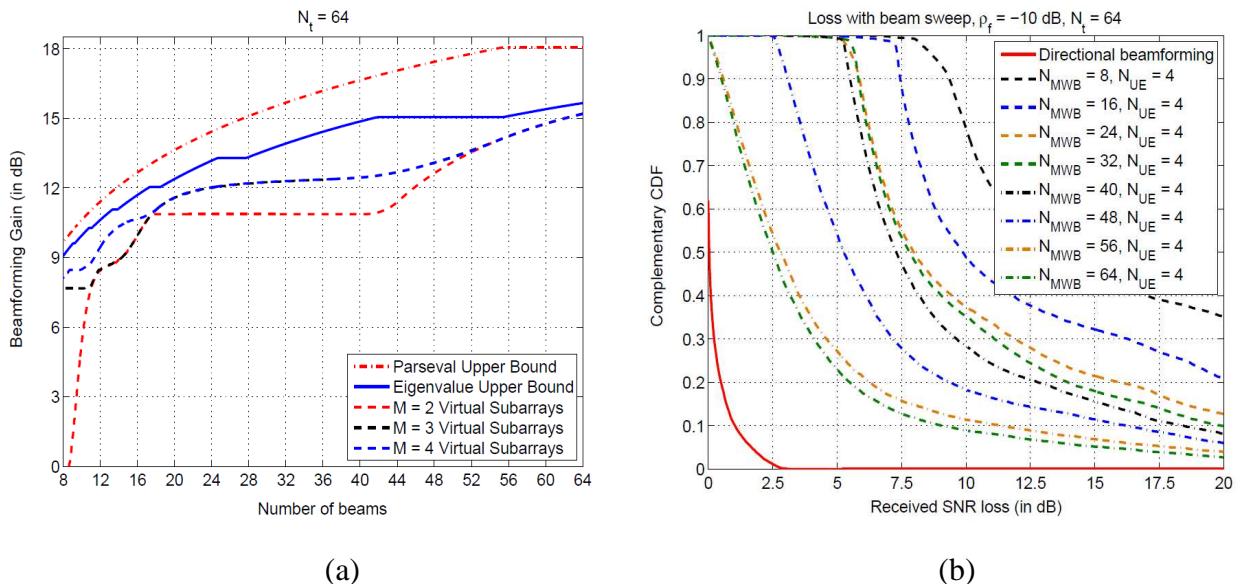 N_t = 64
Beamforming Gain (in dB)
18
15
12
9
6
3
0
8 12 16 20 24 28 32 36 40 44 48 52 56 60 64
Number of beams
Parseval Upper Bound
Eigenvalue Upper Bound
M = 2 Virtual Subarrays
M = 3 Virtual Subarrays
M = 4 Virtual Subarrays
(a)
Loss with beam sweep, ρ_f = −10 dB, N_t = 64
Complementary CDF
1
0.9
0.8
0.7
0.6
0.5
0.4
0.3
0.2
0.1
0
0 2.5 5 7.5 10 12.5 15 17.5 20
Received SNR loss (in dB)
Directional beamforming
N_MWB = 8, N_UE = 4
N_MWB = 16, N_UE = 4
N_MWB = 24, N_UE = 4
N_MWB = 32, N_UE = 4
N_MWB = 40, N_UE = 4
N_MWB = 48, N_UE = 4
N_MWB = 56, N_UE = 4
N_MWB = 64, N_UE = 4
(b)